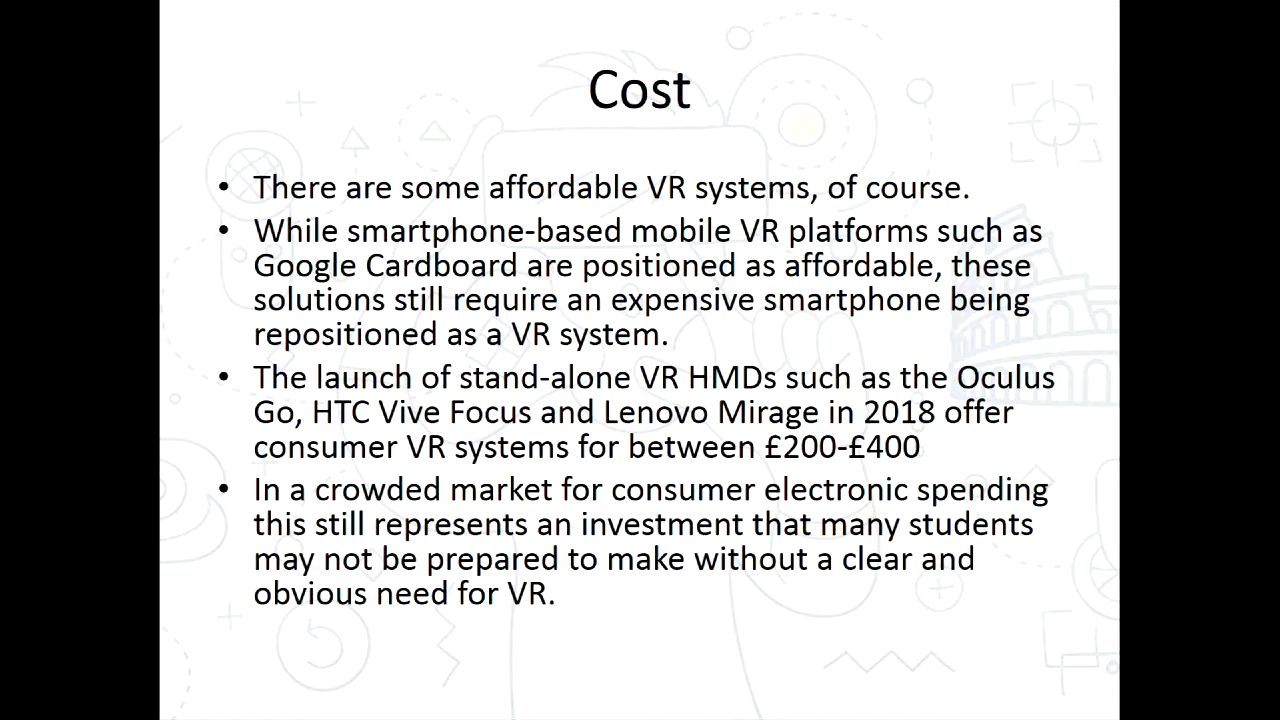 Cost
• There are some affordable VR systems, of course.
• While smartphone-based mobile VR platforms such as
Google Cardboard are positioned as affordable, these
solutions still require an expensive smartphone being
repositioned as a VR system.
• The launch of stand-alone VR HMDs such as the Oculus
Go, HTC Vive Focus and Lenovo Mirage in 2018 offer
consumer VR systems for between £200-£400
• In a crowded market for consumer electronic spending
this still represents an investment that many students
may not be prepared to make without a clear and
obvious need for VR.